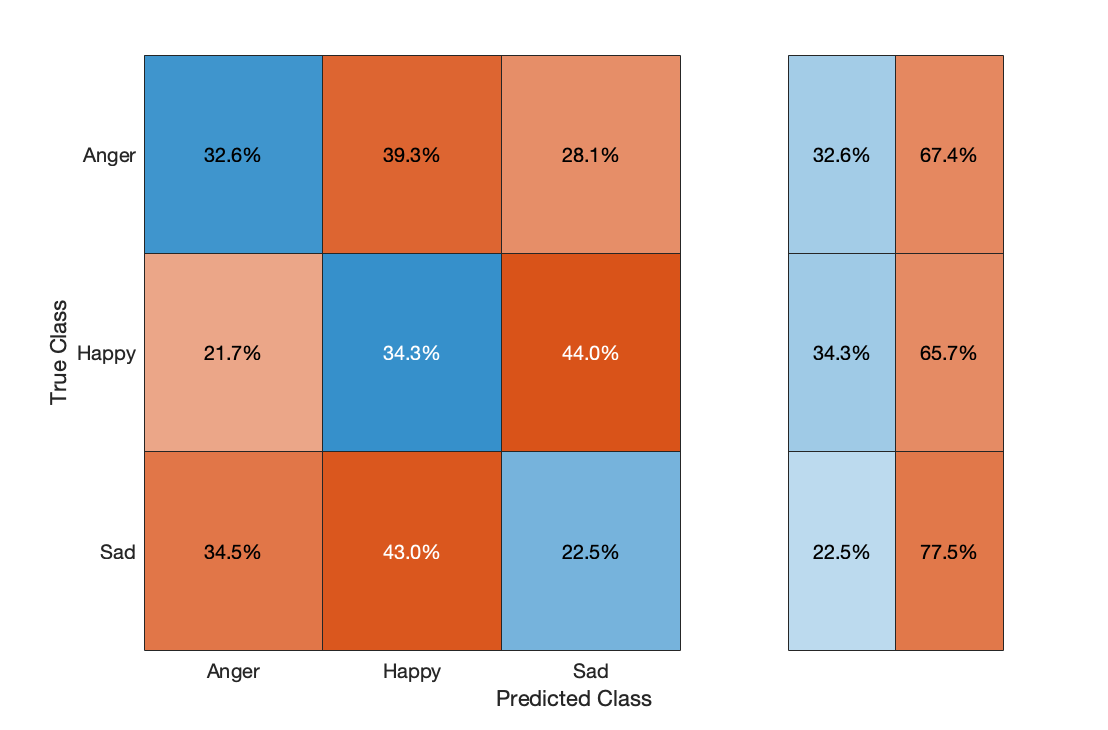 Anger 32.6% 39.3% 28.1% 32.6% 67.4%
True Class
Happy 21.7% 34.3% 44.0% 34.3% 65.7%
Sad 34.5% 43.0% 22.5% 22.5% 77.5%
Anger Happy Sad
Predicted Class